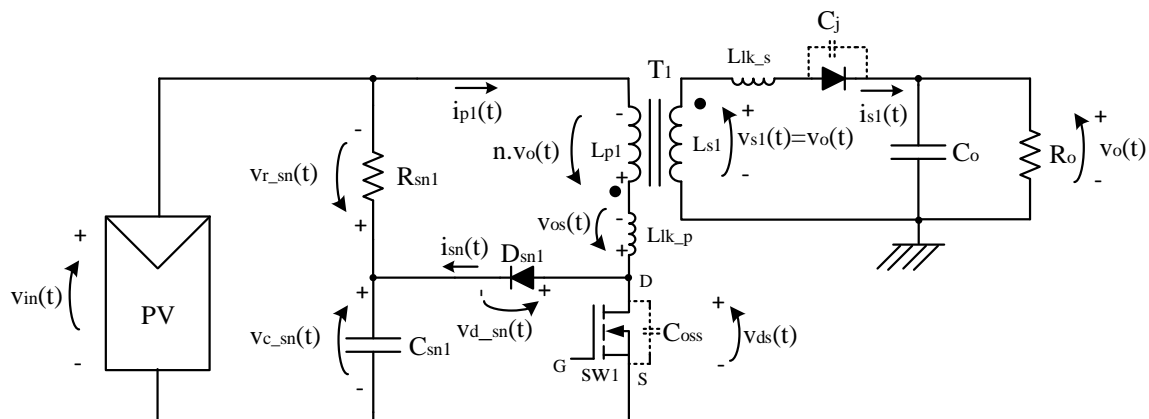 Cj
Llk_s
T1
ip1(t)
is1(t)
-
+
+
-
n.vo(t)
Lp1
Ls1
vs1(t)=vo(t)
Co
Ro
vo(t)
vr_sn(t)
Rsn1
+
-
-
+
-
vos(t)
Llk_p
+
isn(t)
Dsn1
D
+
vin(t)
PV
+
-
+
vd_sn(t)
vc_sn(t)
Csn1
+
Coss
vds(t)
G
SW1
S
-
-
-